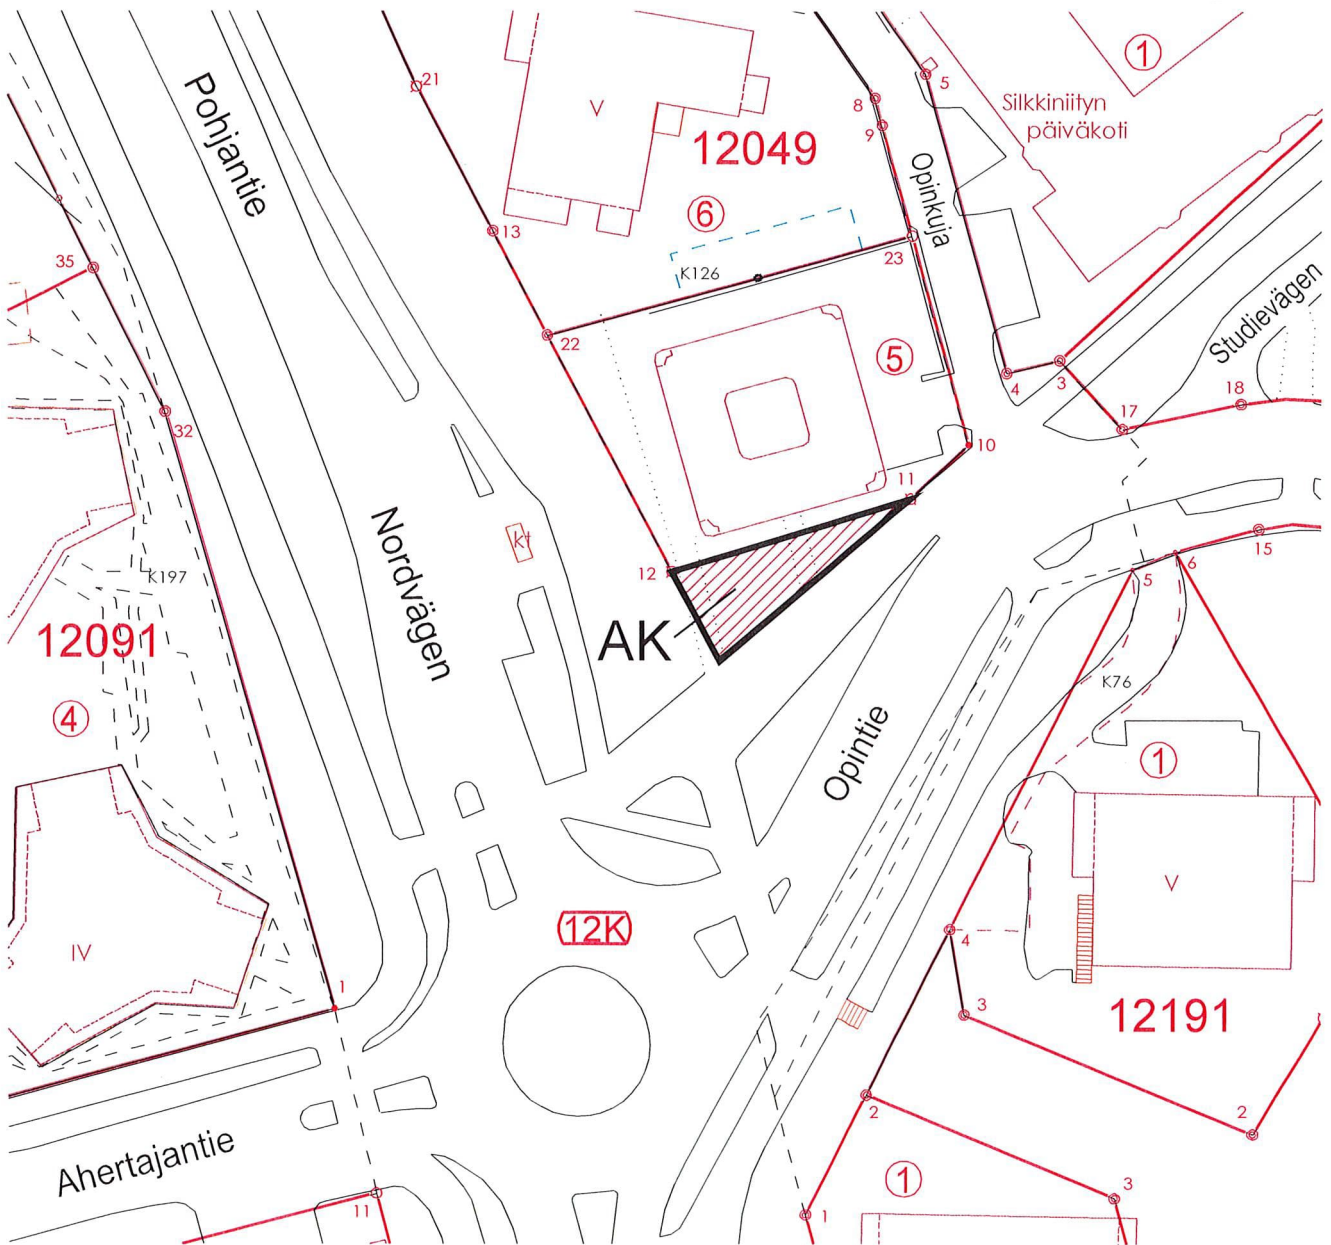 21
Pohjantie
V
12049
8
5
9
1
Silkkiniityn
päiväkoti
Opinkuja
35
13
6
K126
23
22
5
Studievägen
4
3
18
17
32
10
11
Nordvägen
kt
12
AK
15
5
6
K197
12091
K76
4
Opintie
1
V
12K
4
IV
1
3
12191
2
2
Ahertajantie
1
3
11
1